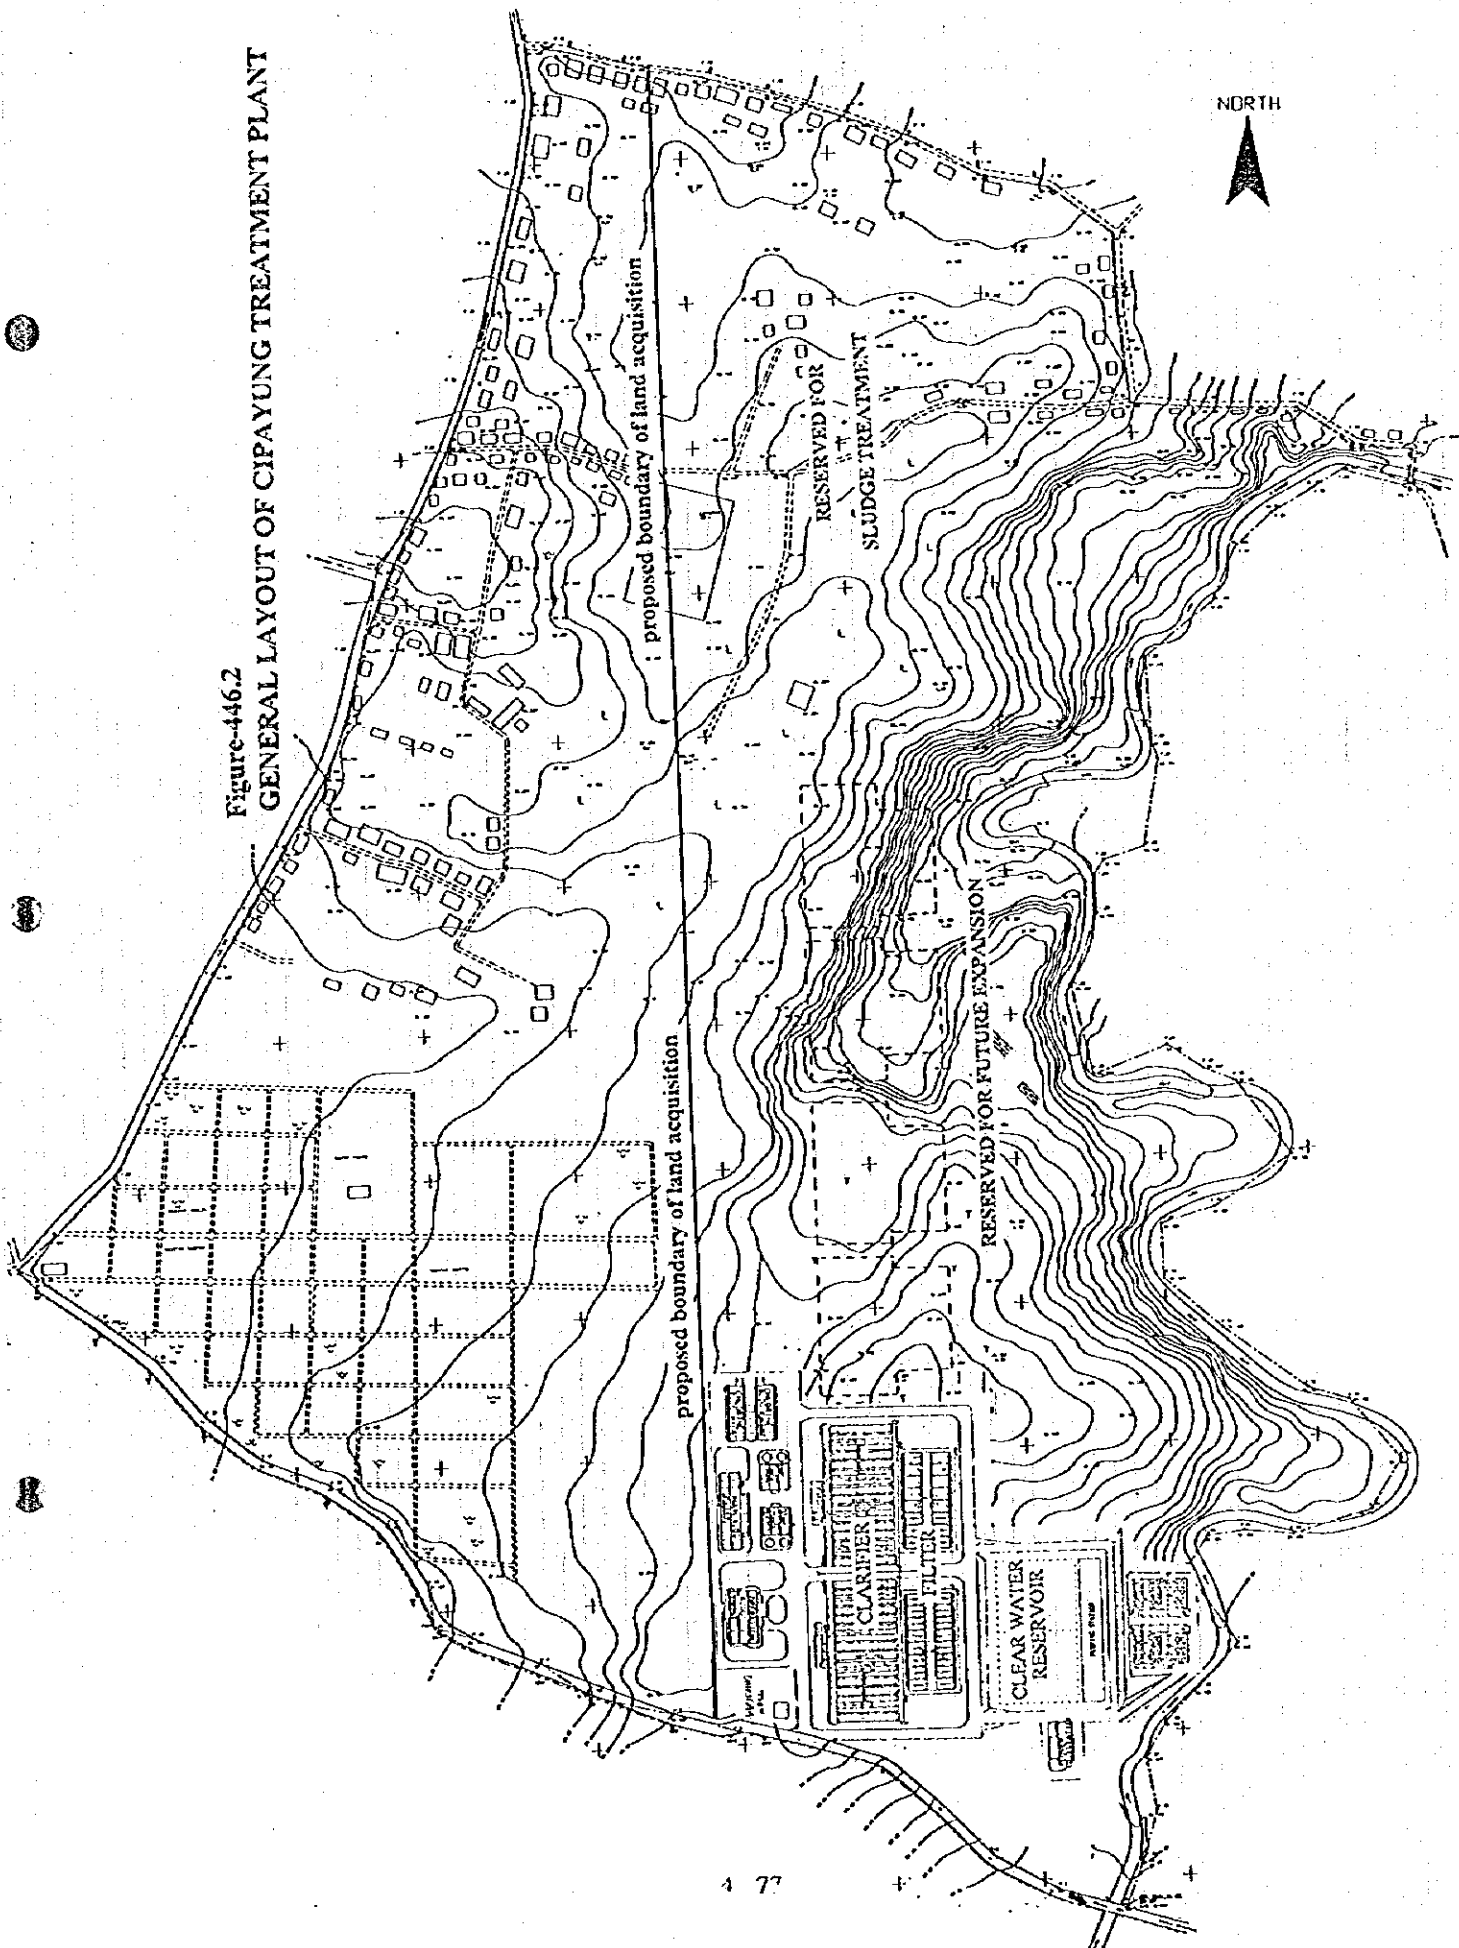 Figure-446.2
GENERAL LAYOUT OF CIPAYUNG TREATMENT PLANT
NORTH
proposed boundary of land acquisition
proposed boundary of land acquisition
RESERVED FOR
SLUDGE TREATMENT
RESERVED FOR FUTURE EXPANSION
CLARIFIER
FILTER
CLEAR WATER
RESERVOIR